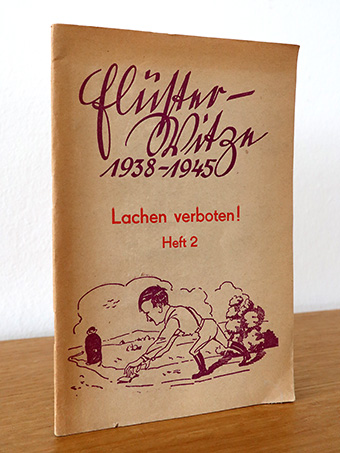 Flüster-
Witze
1938-1945
Lachen verboten!
Heft 2